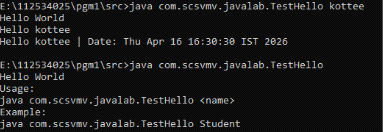 E:\112534025\pgm1\src>java com.scsvmv.javalab.TestHello kottee
Hello World
Hello kottee
Hello kottee | Date: Thu Apr 16 16:30:30 IST 2026
E:\112534025\pgm1\src>java com.scsvmv.javalab.TestHello
Hello World
Usage:
java com.scsvmv.javalab.TestHello <name>
Example:
java com.scsvmv.javalab.TestHello Student